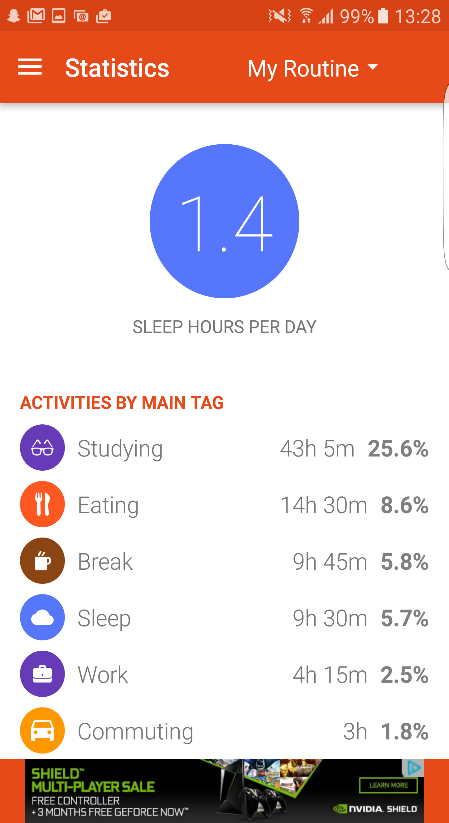 99% 13:28
Statistics My Routine
1.4
SLEEP HOURS PER DAY
ACTIVITIES BY MAIN TAG
Studying 43h 5m 25.6%
Eating 14h 30m 8.6%
Break 9h 45m 5.8%
Sleep 9h 30m 5.7%
Work 4h 15m 2.5%
Commuting 3h 1.8%
SHIELD™
MULTI-PLAYER SALE
FREE CONTROLLER
+3 MONTHS FREE GEFORCE NOW™
LEARN MORE
NVIDIA. SHIELD™